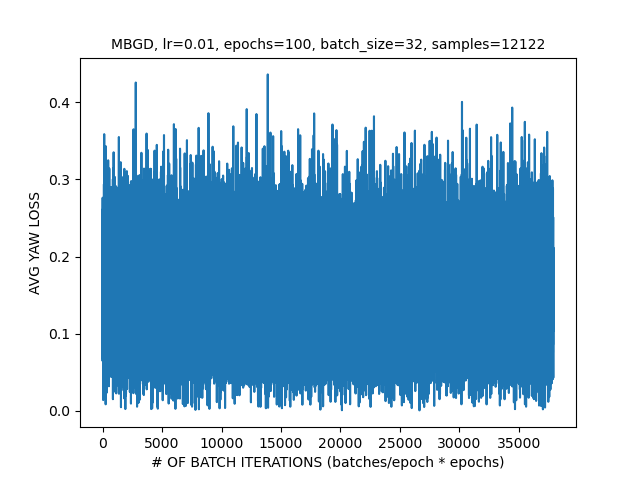 MBGD, lr=0.01, epochs=100, batch_size=32, samples=12122
AVG YAW LOSS
0.4
0.3
0.2
0.1
0.0
0 5000 10000 15000 20000 25000 30000 35000
# OF BATCH ITERATIONS (batches/epoch * epochs)